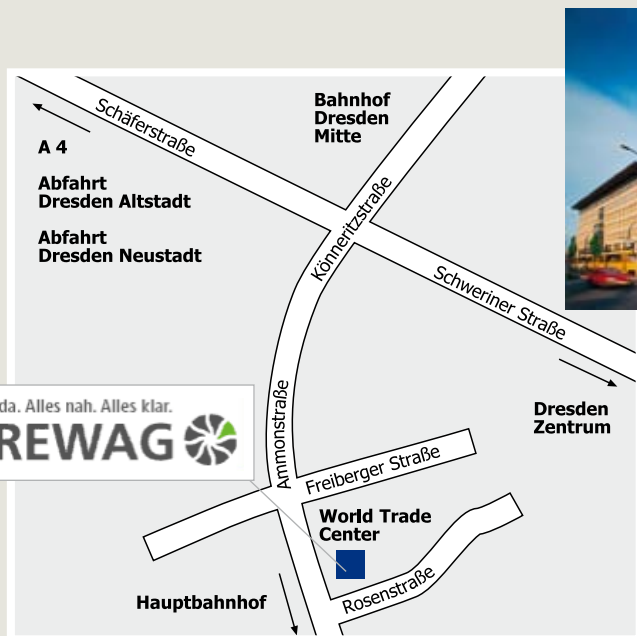 Schäferstraße
Bahnhof
Dresden
Mitte
A 4
Abfahrt
Dresden Altstadt
Abfahrt
Dresden Neustadt
Könneritzstraße
Schweriner Straße
da. Alles nah. Alles klar.
REWAG
Ammonstraße
Dresden
Zentrum
Freiberger Straße
World Trade
Center
Hauptbahnhof
Rosenstraße